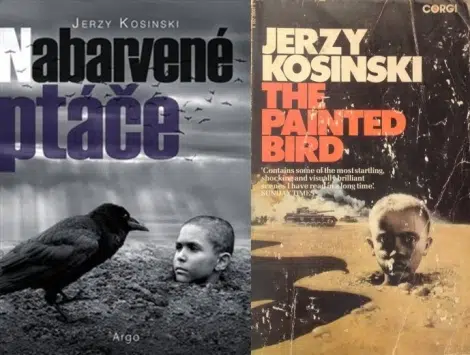 JERZY KOSINSKI
Nabarvené
ptáče
Argo
CORGI
JERZY
KOSINSKI
THE
PAINTED
BIRD
'Contains some of the most startling,
shocking and visually brilliant
scenes I have read in a long time'.
SUNDAY TIMES